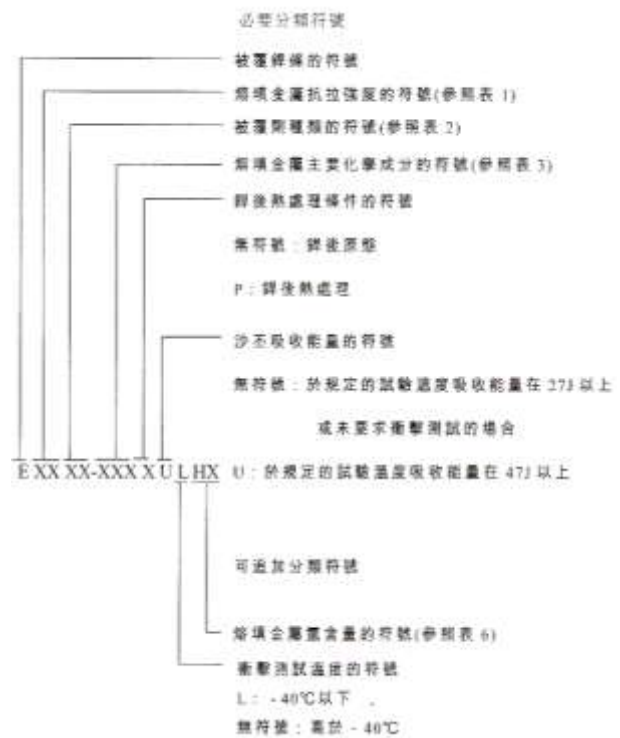 必要分類符號
被覆銲條的符號
熔填金屬抗拉強度的符號(參照表 1)
被覆劑種類的符號(參照表 2)
熔填金屬主要化學成分的符號(參照表 3)
銲後熱處理條件的符號
無符號：銲後原態
P：銲後熱處理
沙丕吸收能量的符號
無符號：於規定的試驗溫度吸收能量在 27J 以上
或未要求衝擊測試的場合
E XX XX-XXX X U L HX
U：於規定的試驗溫度吸收能量在 47J 以上
可追加分類符號
熔填金屬氫含量的符號(參照表 6)
衝擊測試溫度的符號
L： - 40℃以下 .
無符號：高於 - 40℃